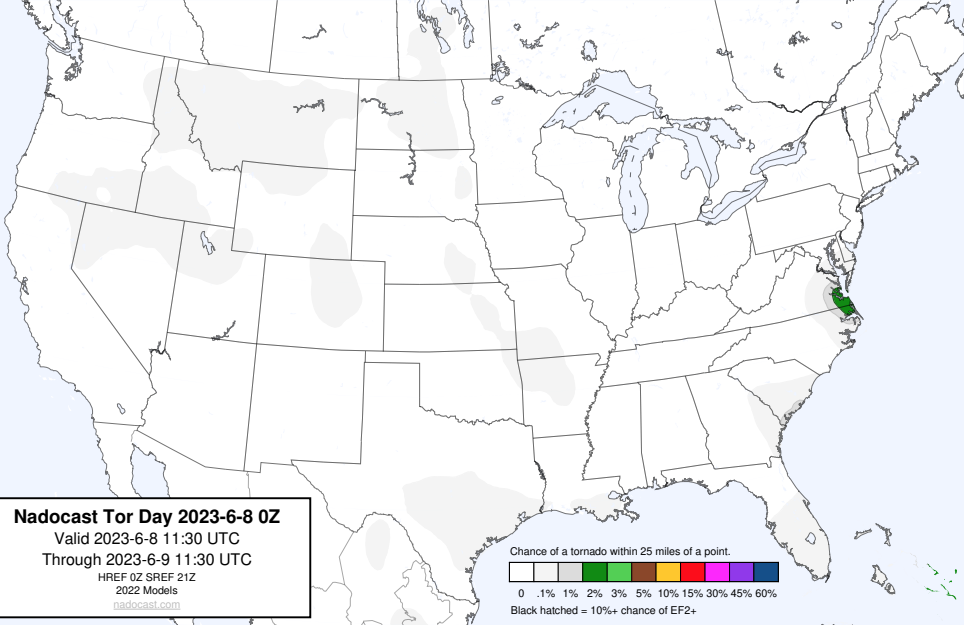 Nadocast Tor Day 2023-6-8 0Z
Valid 2023-6-8 11:30 UTC
Through 2023-6-9 11:30 UTC
HREF 0Z SREF 21Z
2022 Models
nadocast.com
Chance of a tornado within 25 miles of a point.
0 .1% 1% 2% 3% 5% 10% 15% 30% 45% 60%
Black hatched = 10%+ chance of EF2+